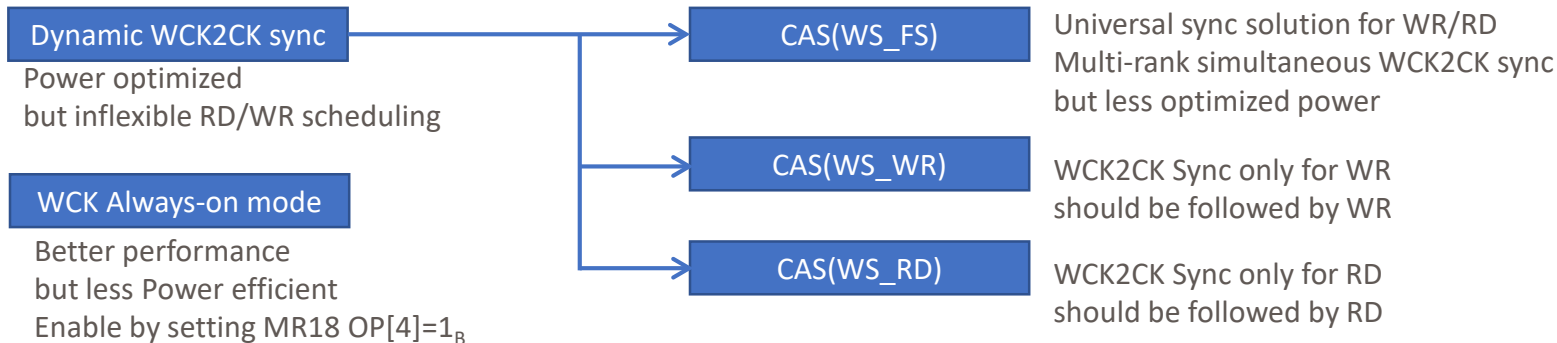 Dynamic WCK2CK sync
Power optimized
but inflexible RD/WR scheduling
WCK Always-on mode
Better performance
but less Power efficient
Enable by setting MR18 OP[4]=1B
CAS(WS_FS)
Universal sync solution for WR/RD
Multi-rank simultaneous WCK2CK sync
but less optimized power
CAS(WS_WR)
WCK2CK Sync only for WR
should be followed by WR
CAS(WS_RD)
WCK2CK Sync only for RD
should be followed by RD